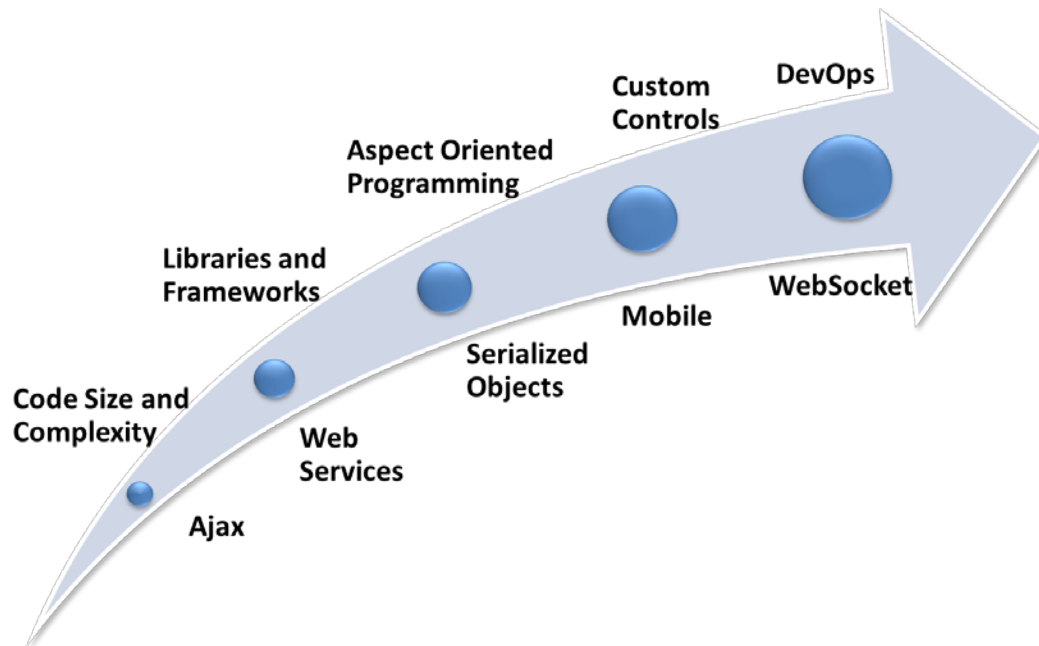 DevOps
Custom
Controls
Aspect Oriented
Programming
Libraries and
Frameworks
WebSocket
Mobile
Serialized
Objects
Code Size and
Complexity
Web
Services
Ajax